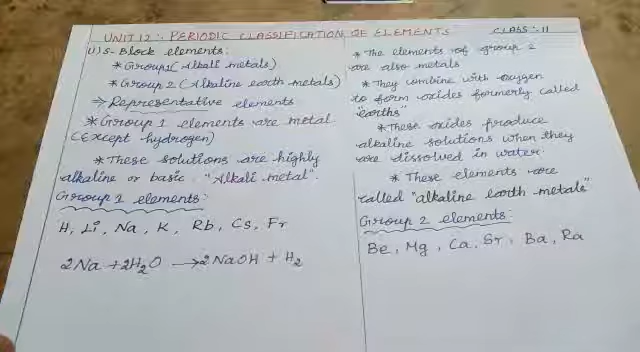 UNIT 12:- PERIODIC CLASSIFICATION OF ELEMENTS
CLASS:-11
(1) S-Block elements:
* Group 1 (Alkali metals)
* Group 2 (Alkaline earth metals)
⇒ Representative elements
* Group 1 elements are metal
(Except hydrogen)
* These solutions are highly
alkaline or basic. "Alkali metal".
Group 1 elements:
H, Li, Na, K, Rb, Cs, Fr
2Na + 2H2O → 2NaOH + H2
* The elements of group 2
are also metals
* They combine with oxygen
to form oxides formerly called
"earths"
* These oxides produce
alkaline solutions when they
are dissolved in water.
* These elements are
called "alkaline earth metals"
Group 2 elements:
Be, Mg, Ca, Sr, Ba, Ra